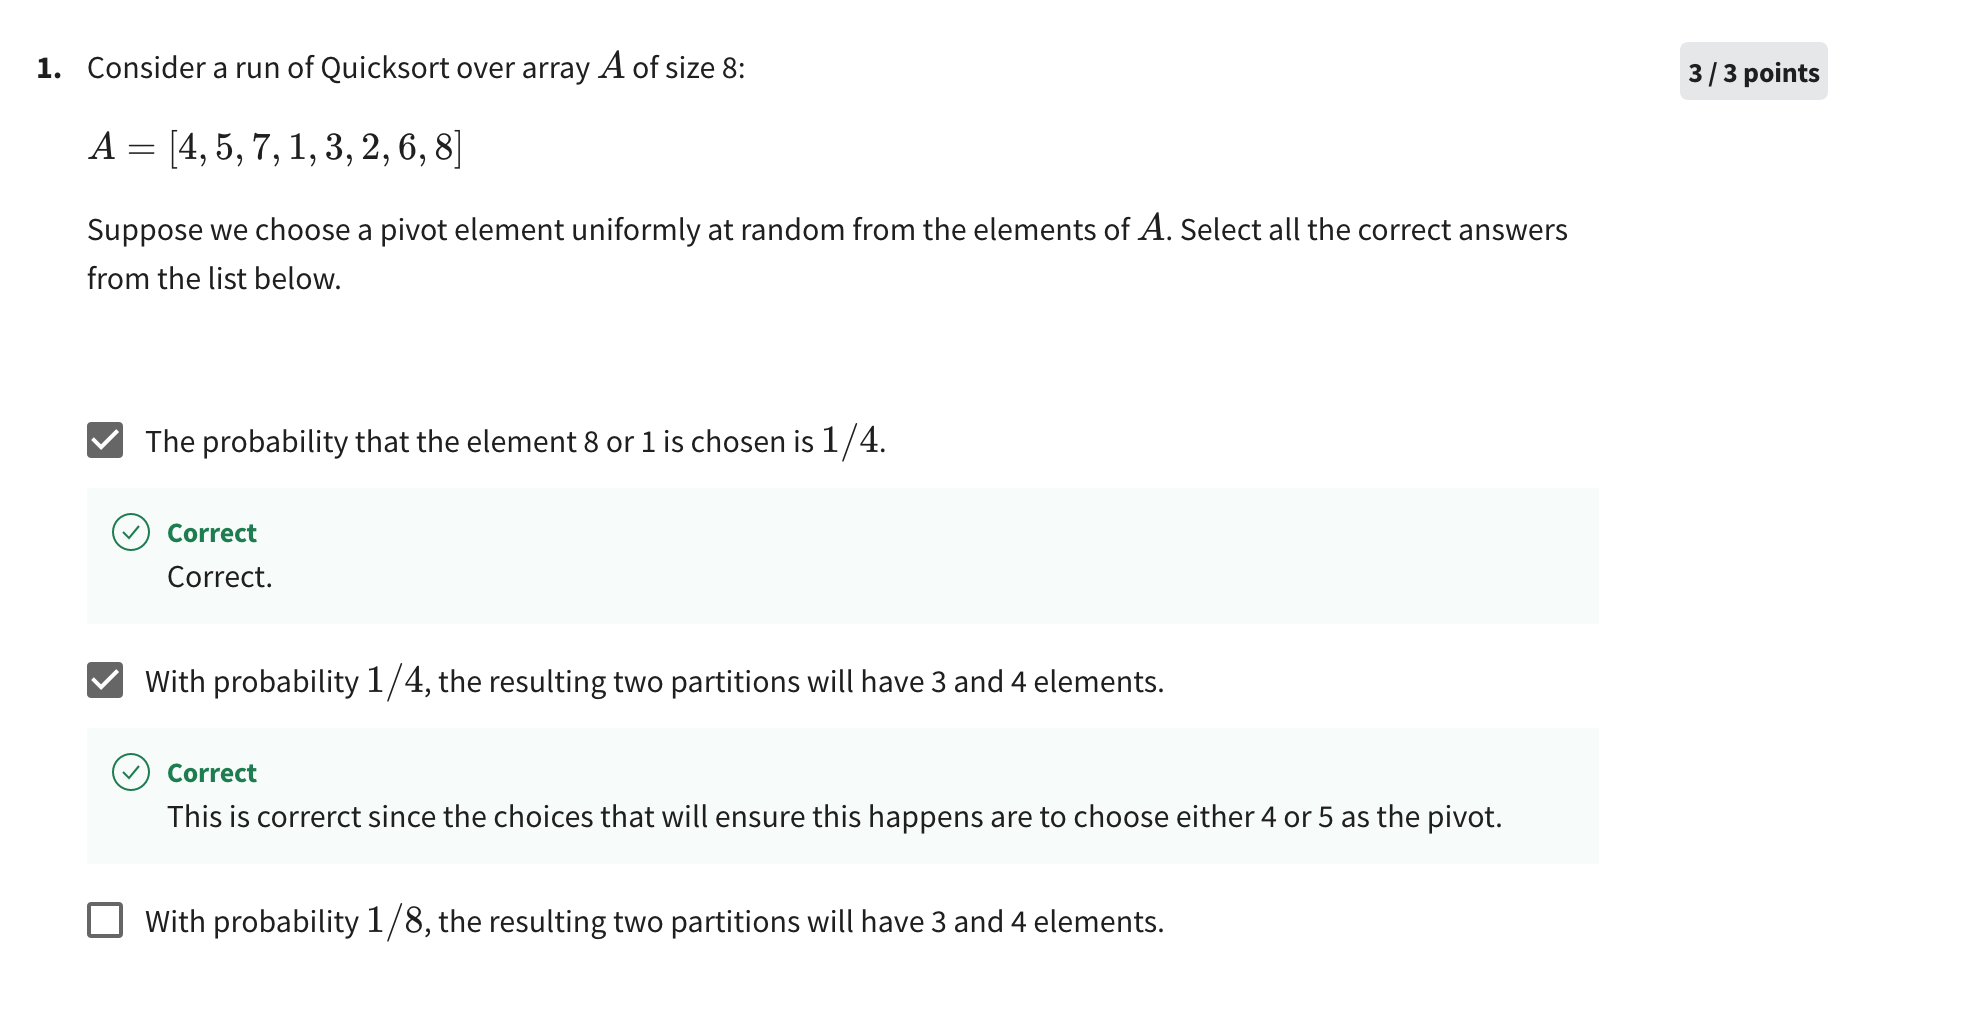 1. Consider a run of Quicksort over array A of size 8:
3 / 3 points
A = [4, 5, 7, 1, 3, 2, 6, 8]
Suppose we choose a pivot element uniformly at random from the elements of A. Select all the correct answers
from the list below.
The probability that the element 8 or 1 is chosen is 1/4.
Correct
Correct.
With probability 1/4, the resulting two partitions will have 3 and 4 elements.
Correct
This is correrct since the choices that will ensure this happens are to choose either 4 or 5 as the pivot.
With probability 1/8, the resulting two partitions will have 3 and 4 elements.